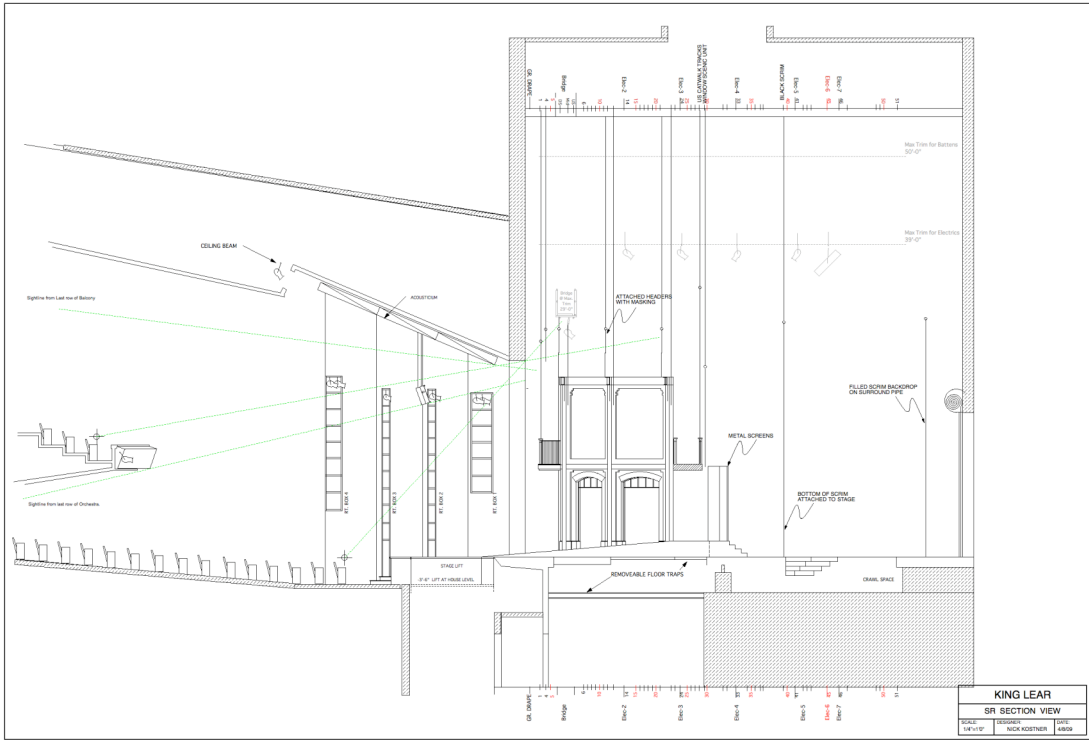 GR. DRAPE
Bridge
Elec-2
Elec-3
US CATWALK TRACKS
WINDOW SCENIC UNIT
Elec-4
BLACK SCRIM
Elec-5
Elec-6
Elec-7
Max Trim for Battens
50'-0"
Max Trim for Electrics
39'-0"
CEILING BEAM
ACOUSTICUM
Sightline from Last row of Balcony
Bridge
@ Max
Trim
ATTACHED HEADERS
WITH MASKING
FILLED SCRIM BACKDROP
ON SURROUND PIPE
METAL SCREENS
BOTTOM OF SCRIM
ATTACHED TO STAGE
Sightline from last row of Orchestra
RT. BOX 4
RT. BOX 3
RT. BOX 2
RT. BOX 1
STAGE LIFT
LIFT AT HOUSE LEVEL
REMOVEABLE FLOOR TRAPS
CRAWL SPACE
GR. DRAPE
Bridge
Elec-2
Elec-3
Elec-4
Elec-5
Elec-6
Elec-7
KING LEAR
SR SECTION VIEW
SCALE:
1/4"=1'0"
DESIGNER:
NICK KOSTNER
DATE:
4/8/09